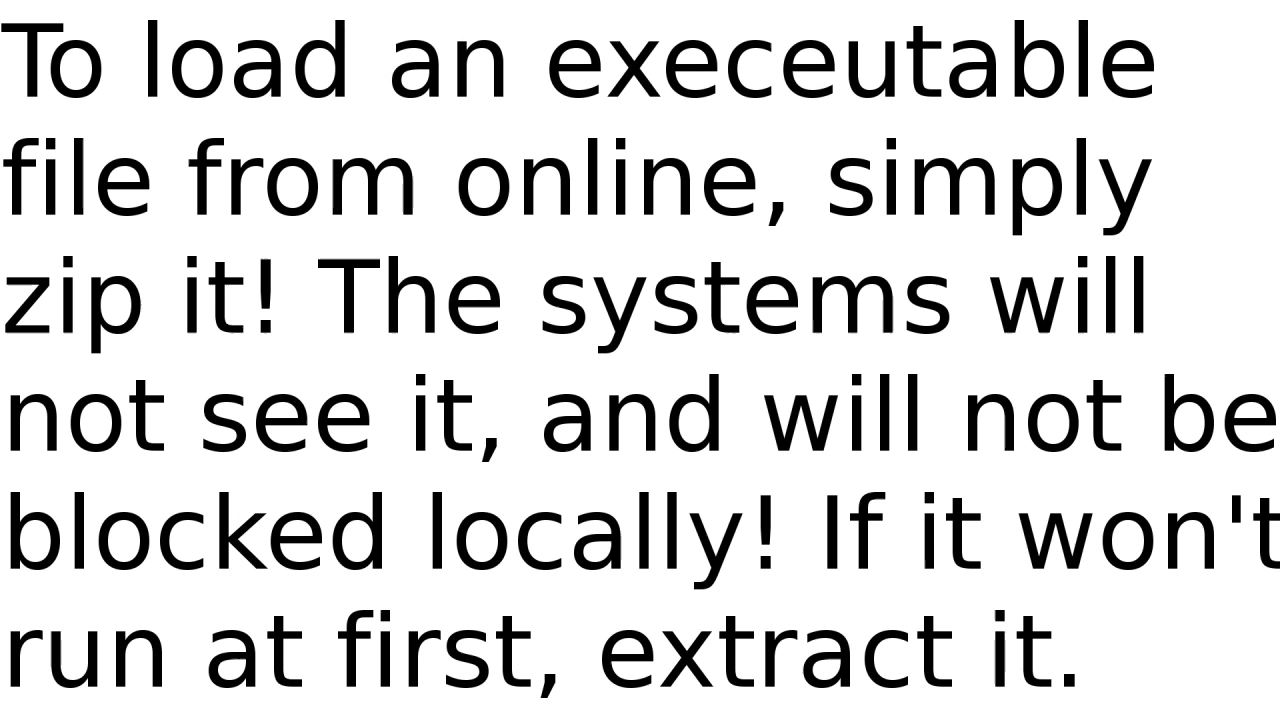 To load an execeutable
file from online, simply
zip it! The systems will
not see it, and will not be
blocked locally! If it won't
run at first, extract it.